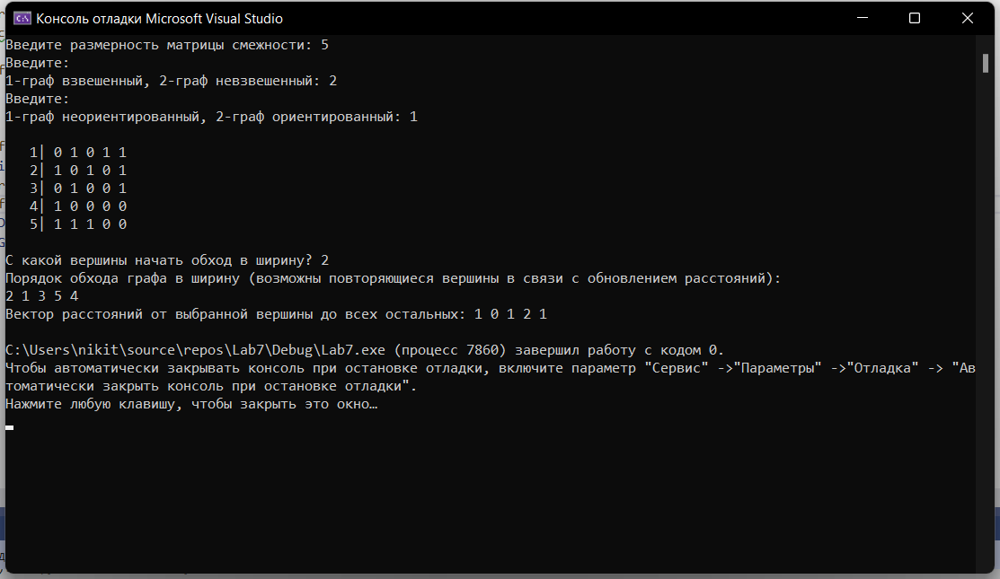 Консоль отладки Microsoft Visual Studio
Введите размерность матрицы смежности: 5
Введите:
1-граф взвешенный, 2-граф невзвешенный: 2
Введите:
1-граф неориентированный, 2-граф ориентированный: 1
1| 0 1 0 1 1
2| 1 0 1 0 1
3| 0 1 0 0 1
4| 1 0 0 0 0
5| 1 1 1 0 0
С какой вершины начать обход в ширину? 2
Порядок обхода графа в ширину (возможны повторяющиеся вершины в связи с обновлением расстояний):
2 1 3 5 4
Вектор расстояний от выбранной вершины до всех остальных: 1 0 1 2 1
C:\Users\nikit\source\repos\Lab7\Debug\Lab7.exe (процесс 7860) завершил работу с кодом 0.
Чтобы автоматически закрывать консоль при остановке отладки, включите параметр "Сервис" ->"Параметры" ->"Отладка" -> "Ав
томатически закрыть консоль при остановке отладки".
Нажмите любую клавишу, чтобы закрыть это окно…